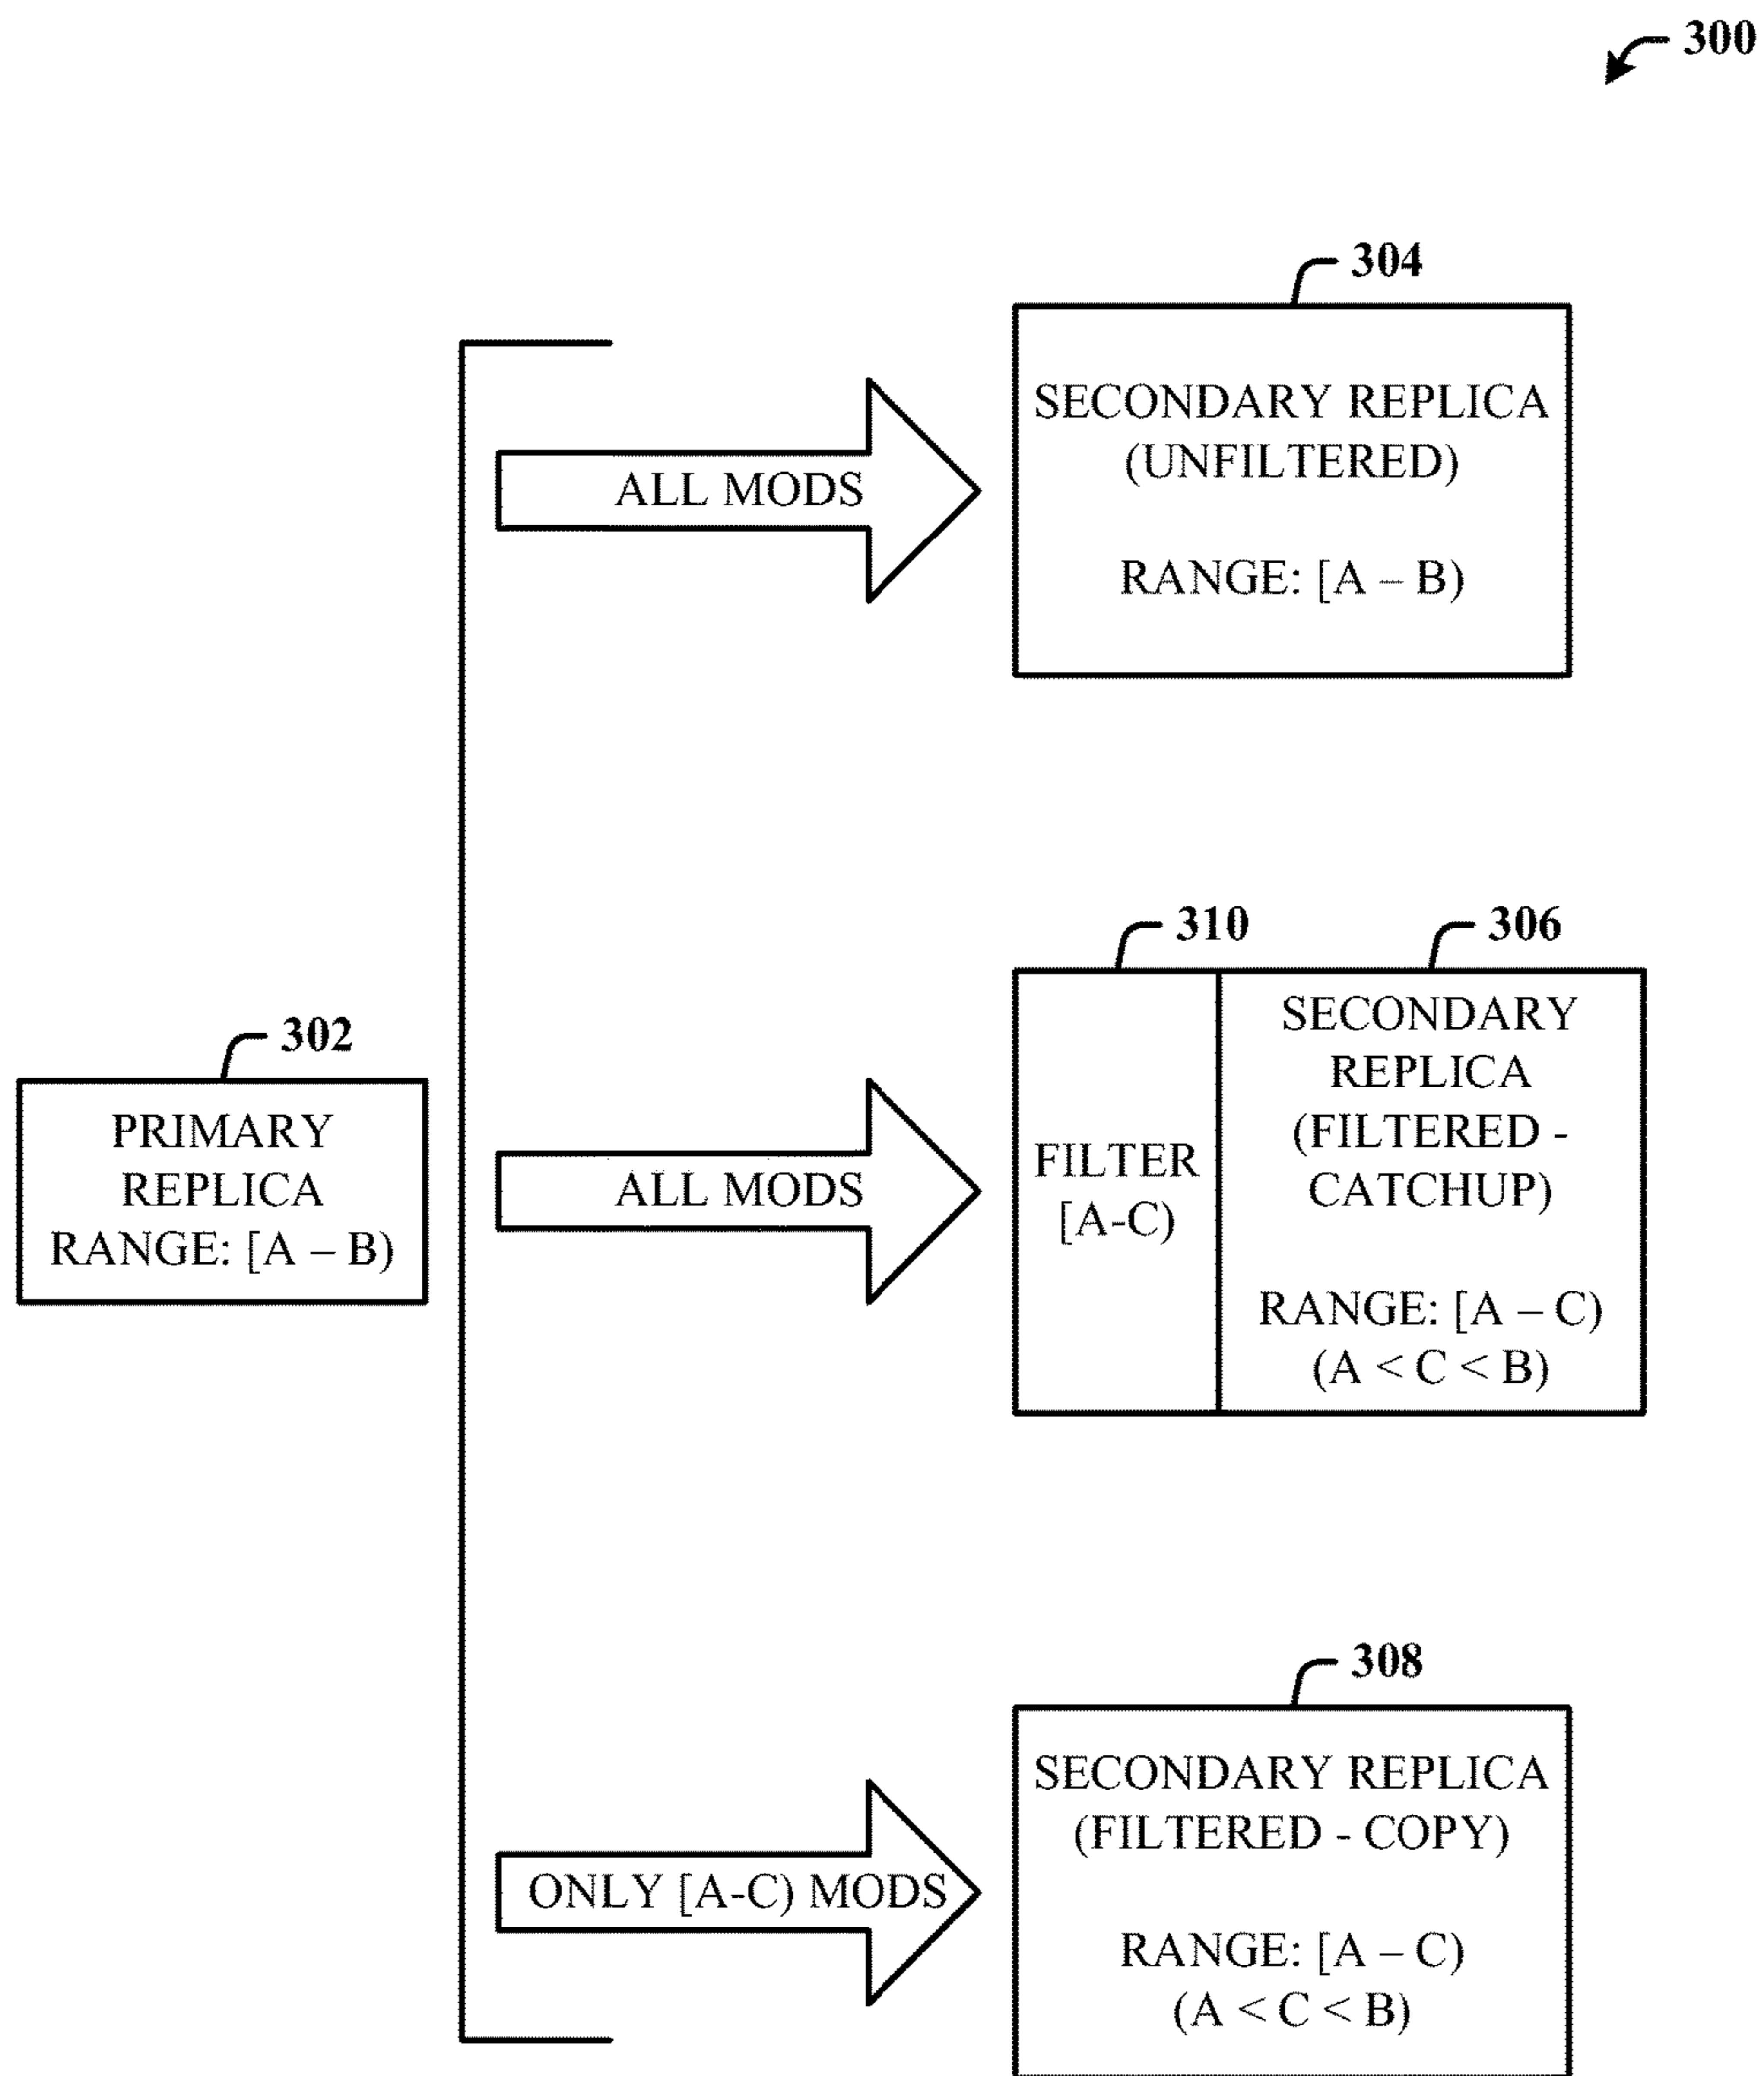 300
304
SECONDARY REPLICA
(UNFILTERED)
RANGE: [A – B)
ALL MODS
310
306
FILTER
[A-C)
SECONDARY
REPLICA
(FILTERED -
CATCHUP)
RANGE: [A – C)
(A < C < B)
302
PRIMARY
REPLICA
RANGE: [A – B)
ALL MODS
308
SECONDARY REPLICA
(FILTERED - COPY)
RANGE: [A – C)
(A < C < B)
ONLY [A-C) MODS